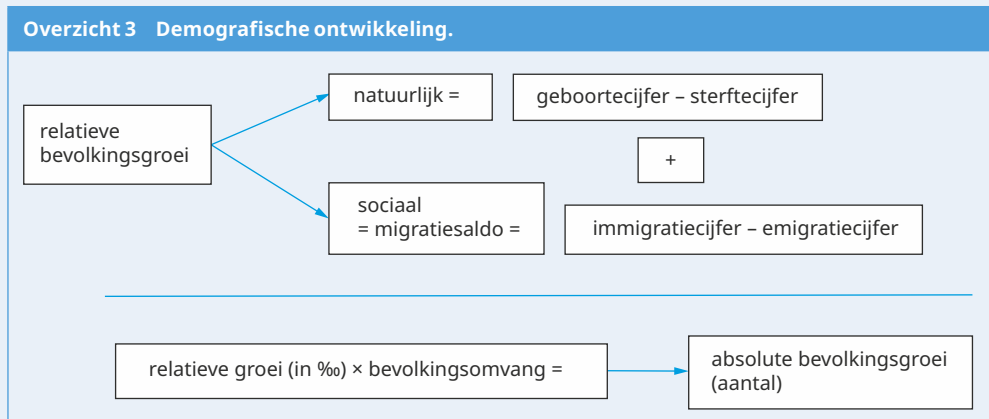 Overzicht 3 Demografische ontwikkeling.
natuurlijk =
geboortecijfer – sterftecijfer
relatieve
bevolkingsgroei
+
sociaal
= migratiesaldo =
immigratiecijfer – emigratiecijfer
relatieve groei (in ‰) × bevolkingsomvang =
absolute bevolkingsgroei
(aantal)